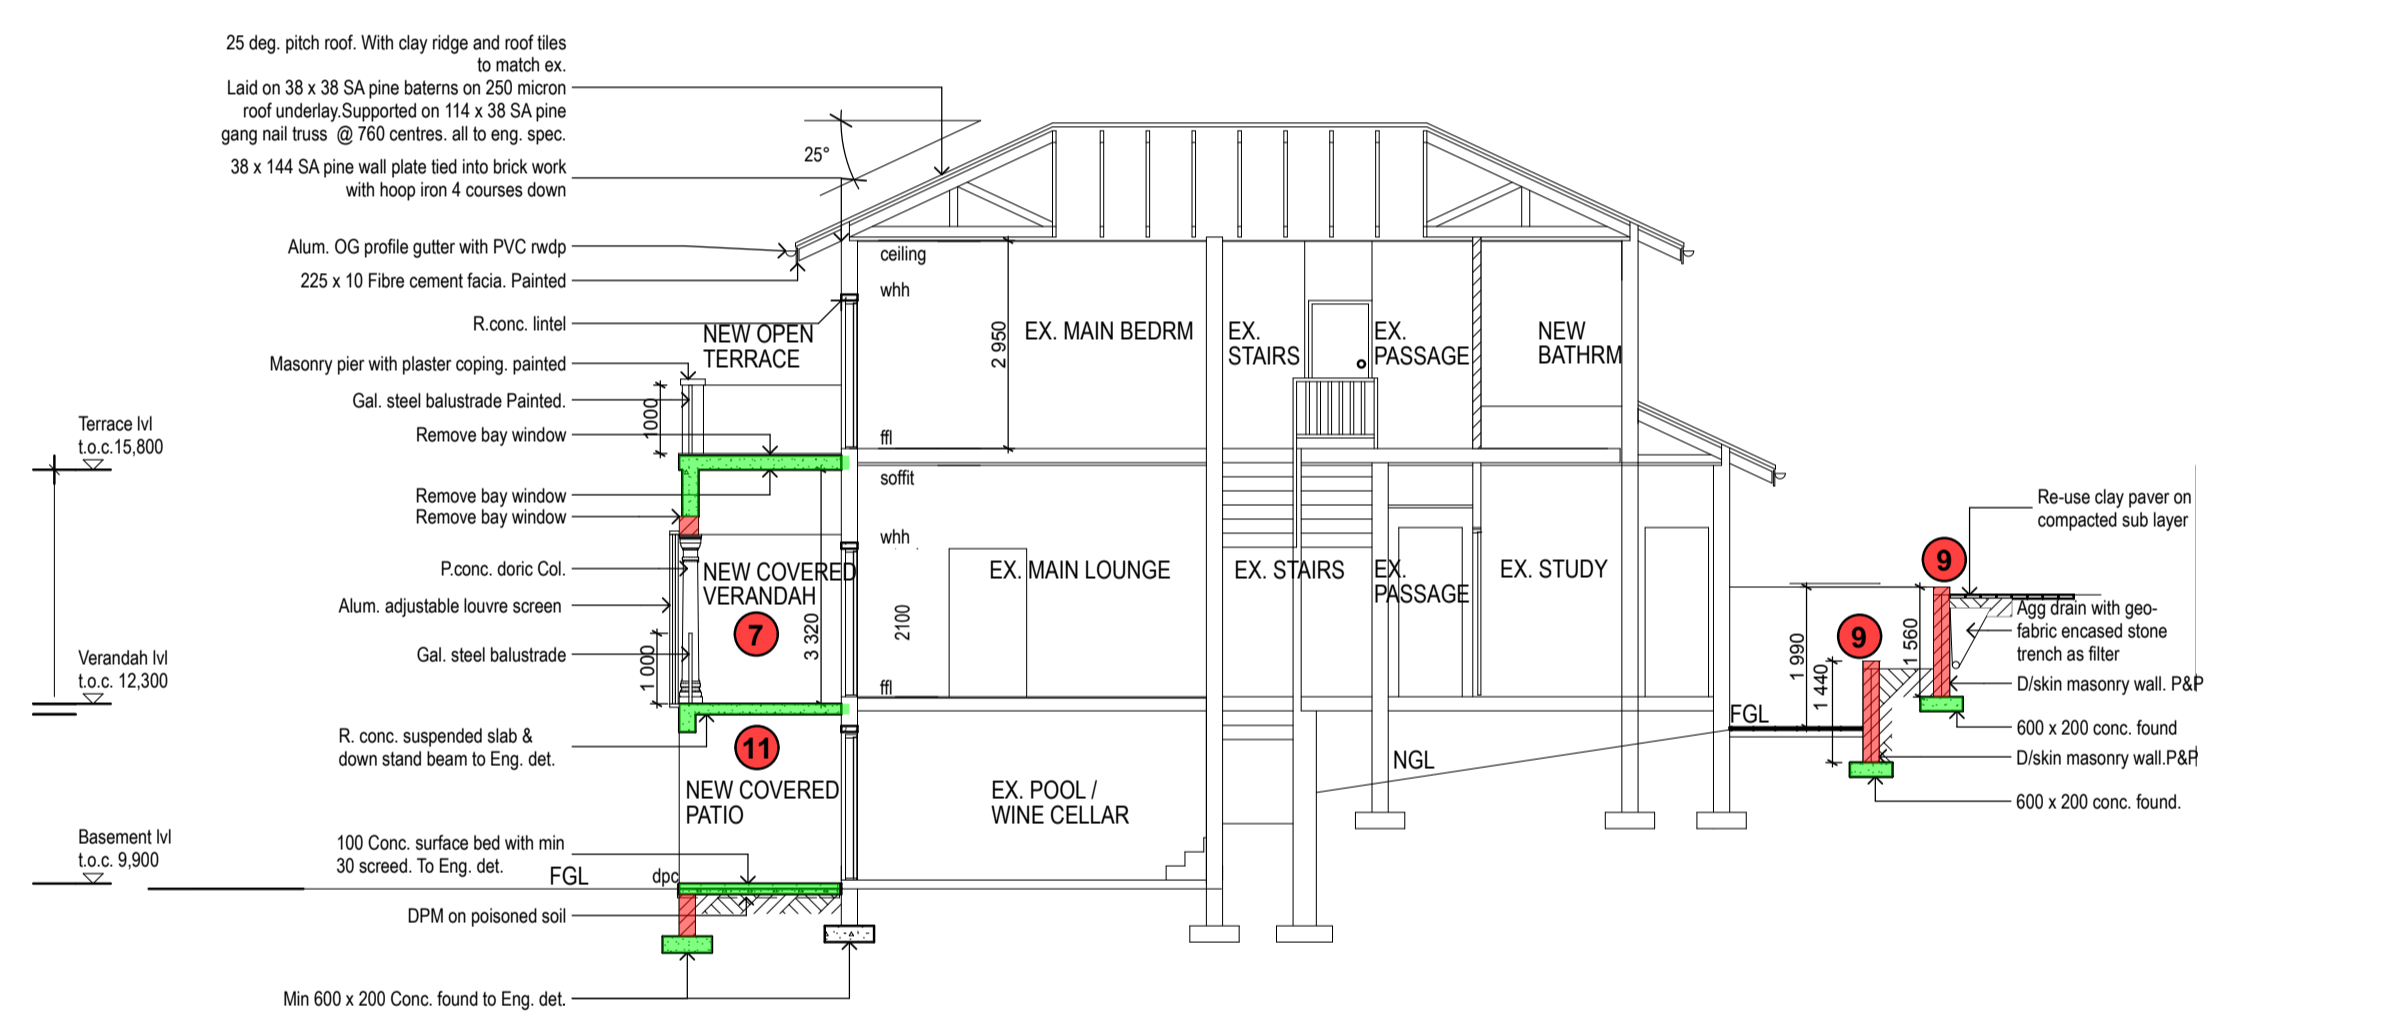 25 deg. pitch roof. With clay ridge and roof tiles
to match ex.
Laid on 38 x 38 SA pine baterns on 250 micron
roof underlay.Supported on 114 x 38 SA pine
gang nail truss @ 760 centres. all to eng. spec.
38 x 144 SA pine wall plate tied into brick work
with hoop iron 4 courses down
25°
Alum. OG profile gutter with PVC rwdp
225 x 10 Fibre cement facia. Painted
R.conc. lintel
Masonry pier with plaster coping. painted
Gal. steel balustrade Painted.
Remove bay window
Remove bay window
Remove bay window
P.conc. doric Col.
Alum. adjustable louvre screen
Gal. steel balustrade
R. conc. suspended slab &
down stand beam to Eng. det.
100 Conc. surface bed with min
30 screed. To Eng. det.
FGL
dpc
DPM on poisoned soil
Min 600 x 200 Conc. found to Eng. det.
Terrace lvl
t.o.c.15,800
Verandah lvl
t.o.c. 12,300
Basement lvl
t.o.c. 9,900
NEW OPEN
TERRACE
1000
NEW COVERED
VERANDAH
7
3 320
1 000
11
NEW COVERED
PATIO
ceiling
whh
2 950
ffl
soffit
whh
2100
ffl
EX. MAIN BEDRM
EX.
STAIRS
EX.
PASSAGE
NEW
BATHRM
EX. MAIN LOUNGE
EX. STAIRS
EX.
PASSAGE
EX. STUDY
EX. POOL /
WINE CELLAR
NGL
FGL
1 990
1 440
1 560
9
9
Re-use clay paver on
compacted sub layer
Agg drain with geo-
fabric encased stone
trench as filter
D/skin masonry wall. P&P
600 x 200 conc. found
D/skin masonry wall.P&P
600 x 200 conc. found.